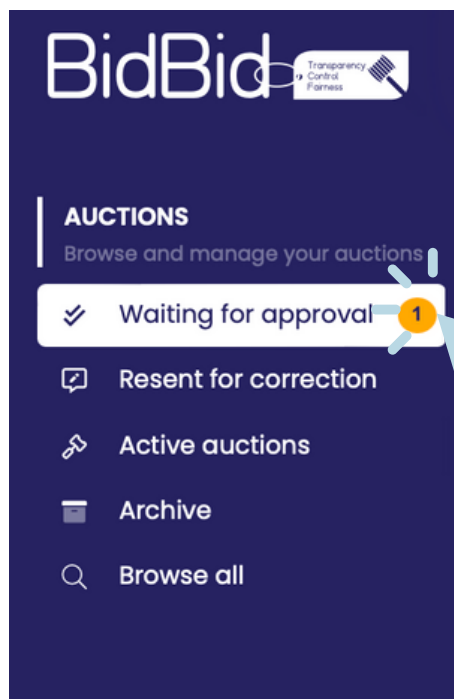 BidBid
Transparency
Control
Fairness
AUCTIONS
Browse and manage your auctions
Waiting for approval 1
Resent for correction
Active auctions
Archive
Browse all